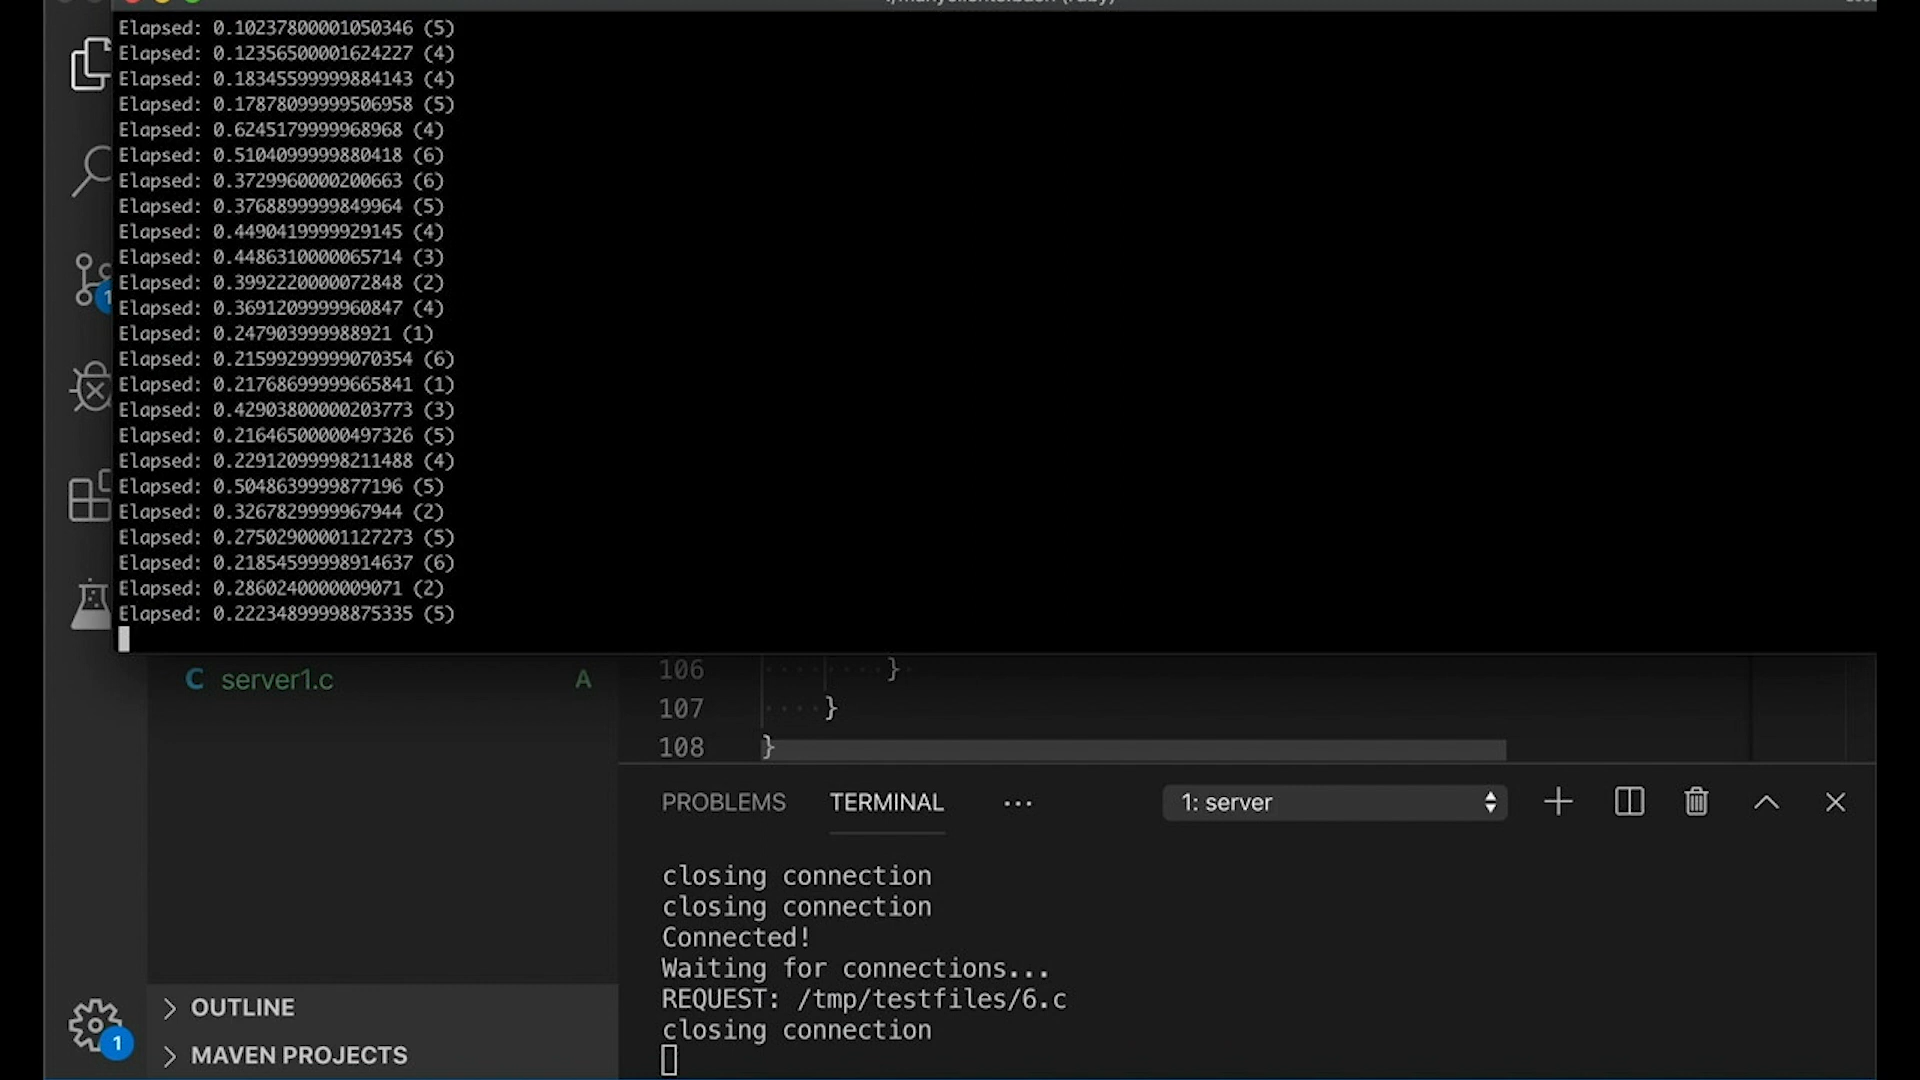 Elapsed: 0.10237800001050346 (5)
Elapsed: 0.12356500001624227 (4)
Elapsed: 0.18345599999884143 (4)
Elapsed: 0.17878099999506958 (5)
Elapsed: 0.6245179999968968 (4)
Elapsed: 0.5104099999880418 (6)
Elapsed: 0.3729960000200663 (6)
Elapsed: 0.3768899999849964 (5)
Elapsed: 0.4490419999929145 (4)
Elapsed: 0.4486310000065714 (3)
Elapsed: 0.3992220000072848 (2)
Elapsed: 0.3691209999960847 (4)
Elapsed: 0.247903999988921 (1)
Elapsed: 0.21599299999070354 (6)
Elapsed: 0.21768699999665841 (1)
Elapsed: 0.42903800000203773 (3)
Elapsed: 0.21646500000497326 (5)
Elapsed: 0.22912099998211488 (4)
Elapsed: 0.5048639999877196 (5)
Elapsed: 0.3267829999967944 (2)
Elapsed: 0.27502900001127273 (5)
Elapsed: 0.21854599998914637 (6)
Elapsed: 0.2860240000009071 (2)
Elapsed: 0.22234899998875335 (5)
1
C server1.c A
106 }
107 }
108 }
PROBLEMS TERMINAL ··· 1: server
closing connection
closing connection
Connected!
Waiting for connections...
REQUEST: /tmp/testfiles/6.c
closing connection
OUTLINE
MAVEN PROJECTS
1